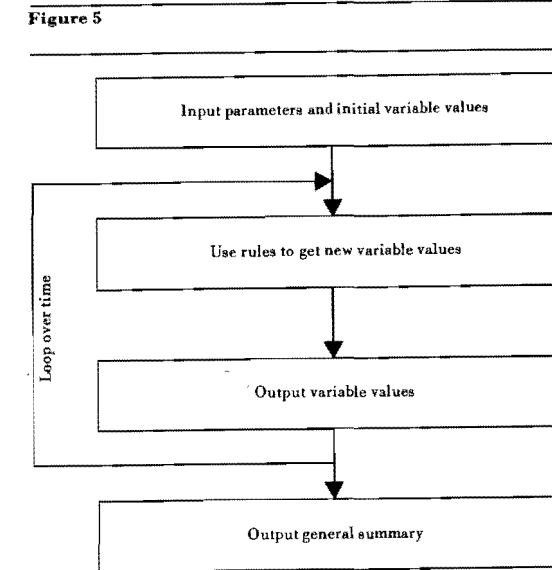 Figure 5
Input parameters and initial variable values
Use rules to get new variable values
Loop over time
Output variable values
Output general summary